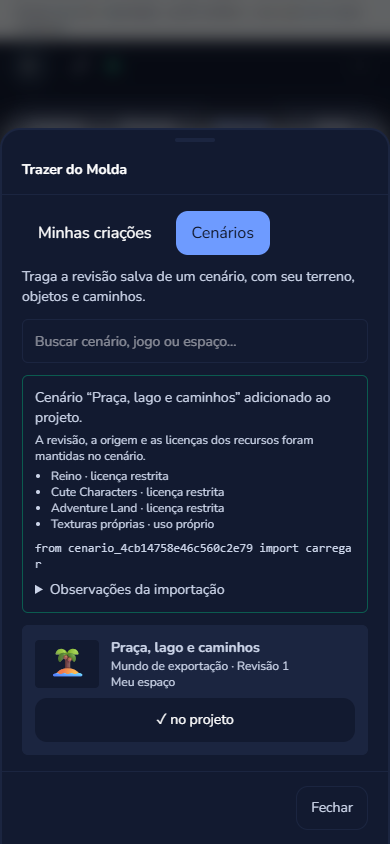 Trazer do Molda
Minhas criações
Cenários
Traga a revisão salva de um cenário, com seu terreno,
objetos e caminhos.
Buscar cenário, jogo ou espaço...
Cenário “Praça, lago e caminhos” adicionado ao
projeto.
A revisão, a origem e as licenças dos recursos foram
mantidas no cenário.
• Reino · licença restrita
• Cute Characters · licença restrita
• Adventure Land · licença restrita
• Texturas próprias · uso próprio
from cenario_4cb14758e46c560c2e79 import carrega
r
▶ Observações da importação
Praça, lago e caminhos
Mundo de exportação · Revisão 1
Meu espaço
✓ no projeto
Fechar